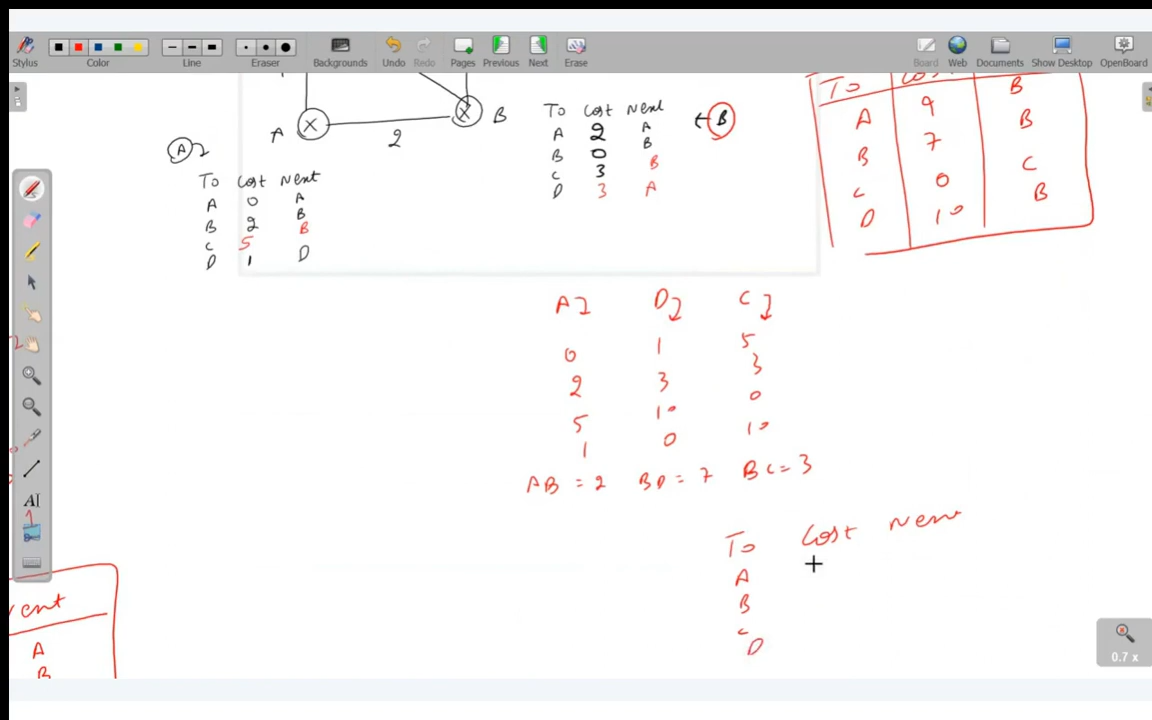 Stylus Color Line Eraser Backgrounds Undo Redo Pages Previous Next Erase Board Web Documents Show Desktop OpenBoard
A 2 B
A
To Cost Next
A 0 A
B 2 B
C 5 B
D 1 D
To Cost Next
A 2 A
B 0 B
C 3 B
D 3 A
← B
To Cost
A 9 B
B 7 B
C 0 C
D 10 B
A D C
0 1 5
2 3 3
5 10 0
1 0 10
AB = 2 BD = 7 BC = 3
To Cost Next
A
B
C
D
A
B
AI
0.7 x